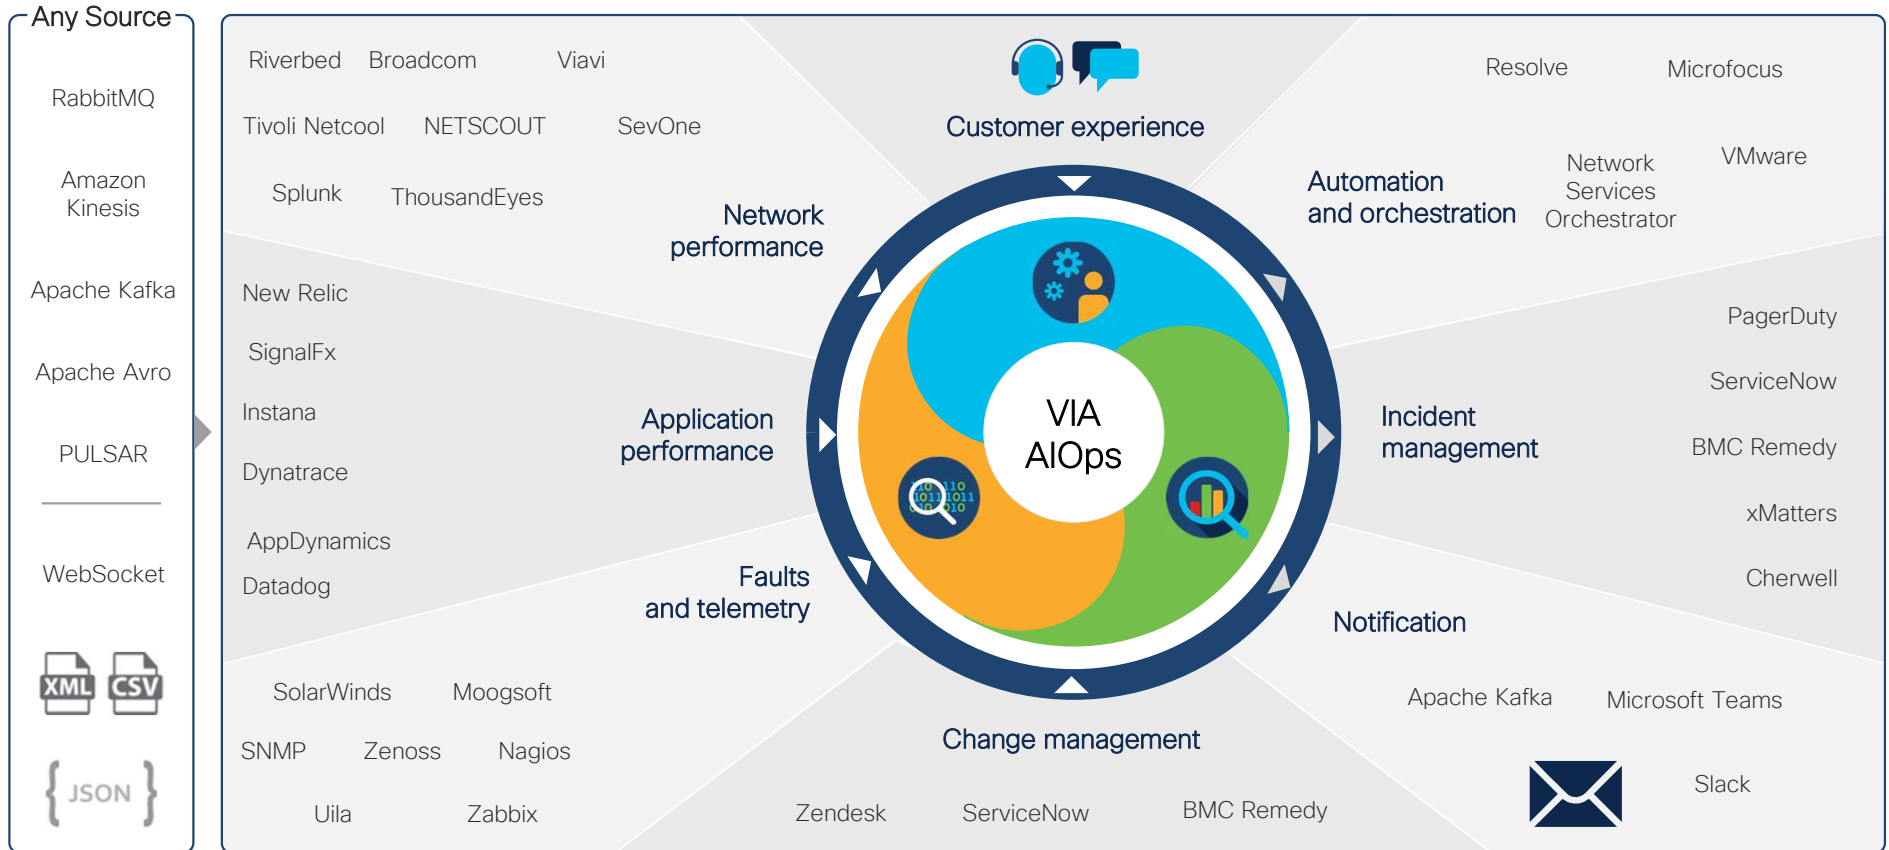 Any Source
RabbitMQ
Amazon
Kinesis
Apache Kafka
Apache Avro
PULSAR
WebSocket
XML CSV
{ JSON }
Riverbed Broadcom Viavi
Tivoli Netcool NETSCOUT SevOne
Splunk ThousandEyes
Network
performance
Customer experience
Resolve Microfocus
VMware
Network
Services
Orchestrator
Automation
and orchestration
New Relic
SignalFx
Instana
Dynatrace
AppDynamics
Datadog
Application
performance
VIA
AIOps
Incident
management
PagerDuty
ServiceNow
BMC Remedy
xMatters
Cherwell
Faults
and telemetry
SolarWinds Moogsoft
SNMP Zenoss Nagios
Uila Zabbix
Change management
Zendesk ServiceNow BMC Remedy
Notification
Apache Kafka Microsoft Teams
Slack